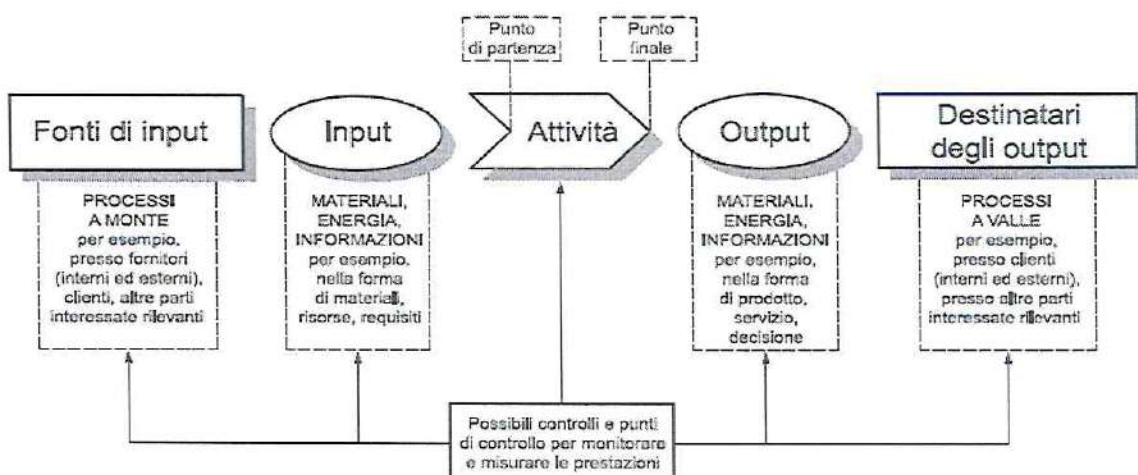 Punto
di partenza
Punto
finale
Fonti di input
Input
Attività
Output
Destinatari
degli output
PROCESSI
A MONTE
per esempio,
presso fornitori
(interni ed esterni),
clienti, altre parti
interessate rilevanti
MATERIALI,
ENERGIA,
INFORMAZIONI
per esempio,
nella forma
di materiali,
risorse, requisiti
MATERIALI,
ENERGIA,
INFORMAZIONI
per esempio,
nella forma
di prodotto,
servizio,
decisione
PROCESSI
A VALLE
per esempio,
presso clienti
(interni ed esterni),
presso altre parti
interessate rilevanti
Possibili controlli e punti
di controllo per monitorare
e misurare le prestazioni